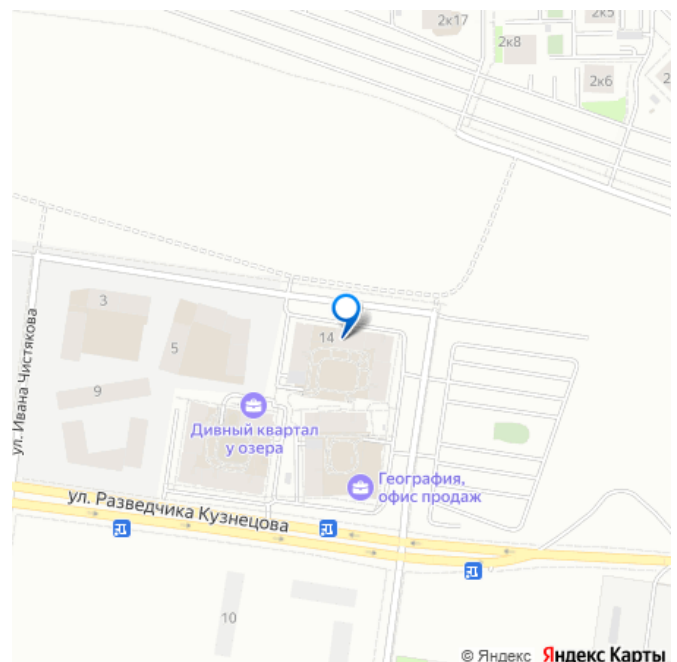 2к17
2к5
2к8
2к6
2
3
14
5
ул. Ивана Чистякова
9
Дивный квартал
у озера
География,
офис продаж
ул. Разведчика Кузнецова
10
© Яндекс Яндекс Карты